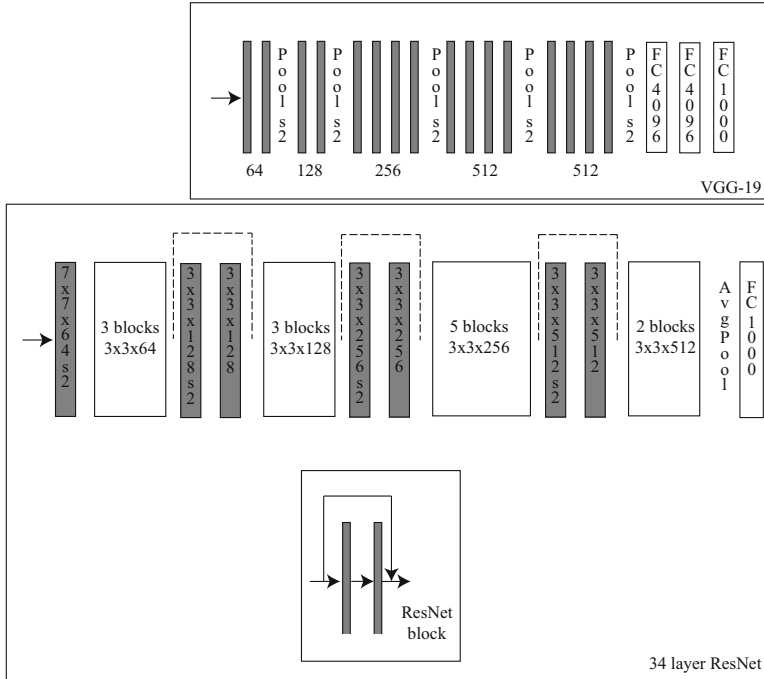 Pool s2
Pool s2
Pool s2
Pool s2
Pool s2
FC 4096
FC 4096
FC 1000
64
128
256
512
512
VGG-19
7x7x64 s2
3 blocks
3x3x64
3x3x128 s2
3x3x128
3 blocks
3x3x128
3x3x256 s2
3x3x256
5 blocks
3x3x256
3x3x512 s2
3x3x512
2 blocks
3x3x512
AvgPool
FC 1000
ResNet
block
34 layer ResNet